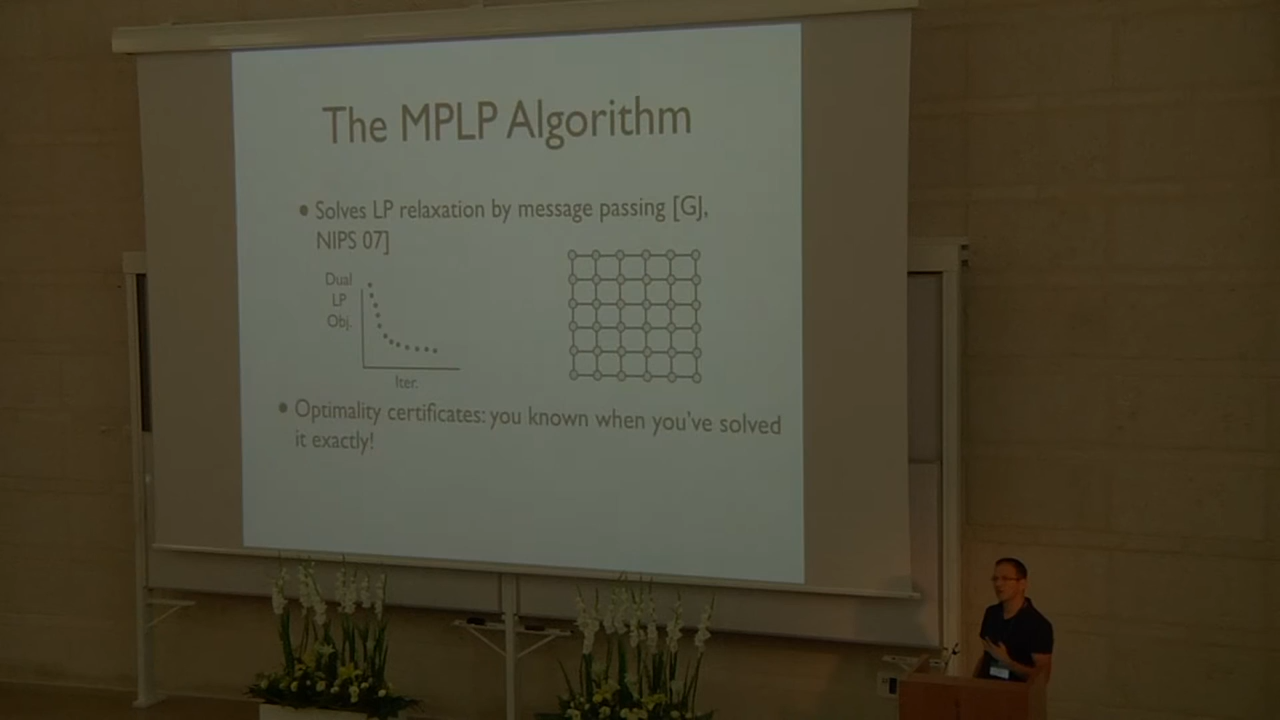 The MPLP Algorithm
• Solves LP relaxation by message passing [GJ,
NIPS 07]
Dual
LP
Obj.
Iter.
• Optimality certificates: you known when you've solved
it exactly!